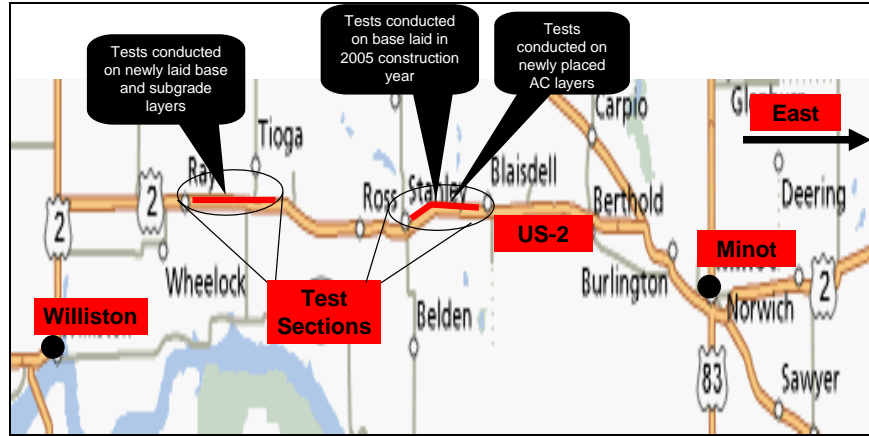 Tests conducted
on newly laid base
and subgrade
layers
Tests conducted
on base laid in
2005 construction
year
Tests
conducted on
newly placed
AC layers
East
Tioga
Carpio
Ray
Stanley
Blaisdell
Ross
Berthold
Deering
2
2
US-2
Minot
Wheelock
Test
Sections
Belden
Burlington
Norwich
2
Williston
83
Sawyer